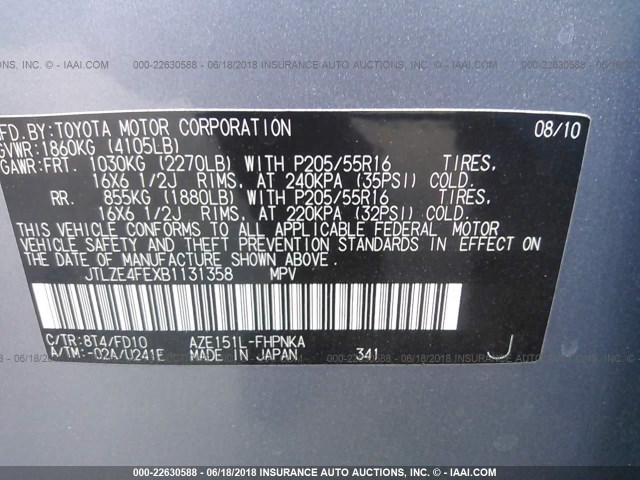 NC. - IAAI.COM 000-22630588 - 06/18/2018 INSURANCE AUTO AUCTIONS, INC. © - IAAI.COM 000-22630588 - 06/18
FD. BY: TOYOTA MOTOR CORPORATION 08/10
GVWR: 1860KG (4105LB)
GAWR: FRT. 1030KG (2270LB) WITH P205/55R16 TIRES,
16X6 1/2J RIMS, AT 240KPA (35PSI) COLD.
RR. 855KG (1880LB) WITH P205/55R16 TIRES,
16X6 1/2J RIMS, AT 220KPA (32PSI) COLD.
THIS VEHICLE CONFORMS TO ALL APPLICABLE FEDERAL MOTOR
VEHICLE SAFETY AND THEFT PREVENTION STANDARDS IN EFFECT ON
THE DATE OF MANUFACTURE SHOWN ABOVE.
JTLZE4FEXB1131358 MPV
C/TR: 8T4/FD10 AZE151L-FHPNKA
A/TM: -02A/U241E MADE IN JAPAN 341 J
000-22630588 - 06/18/2018 INSURANCE AUTO AUCTIONS, INC. © - IAAI.COM